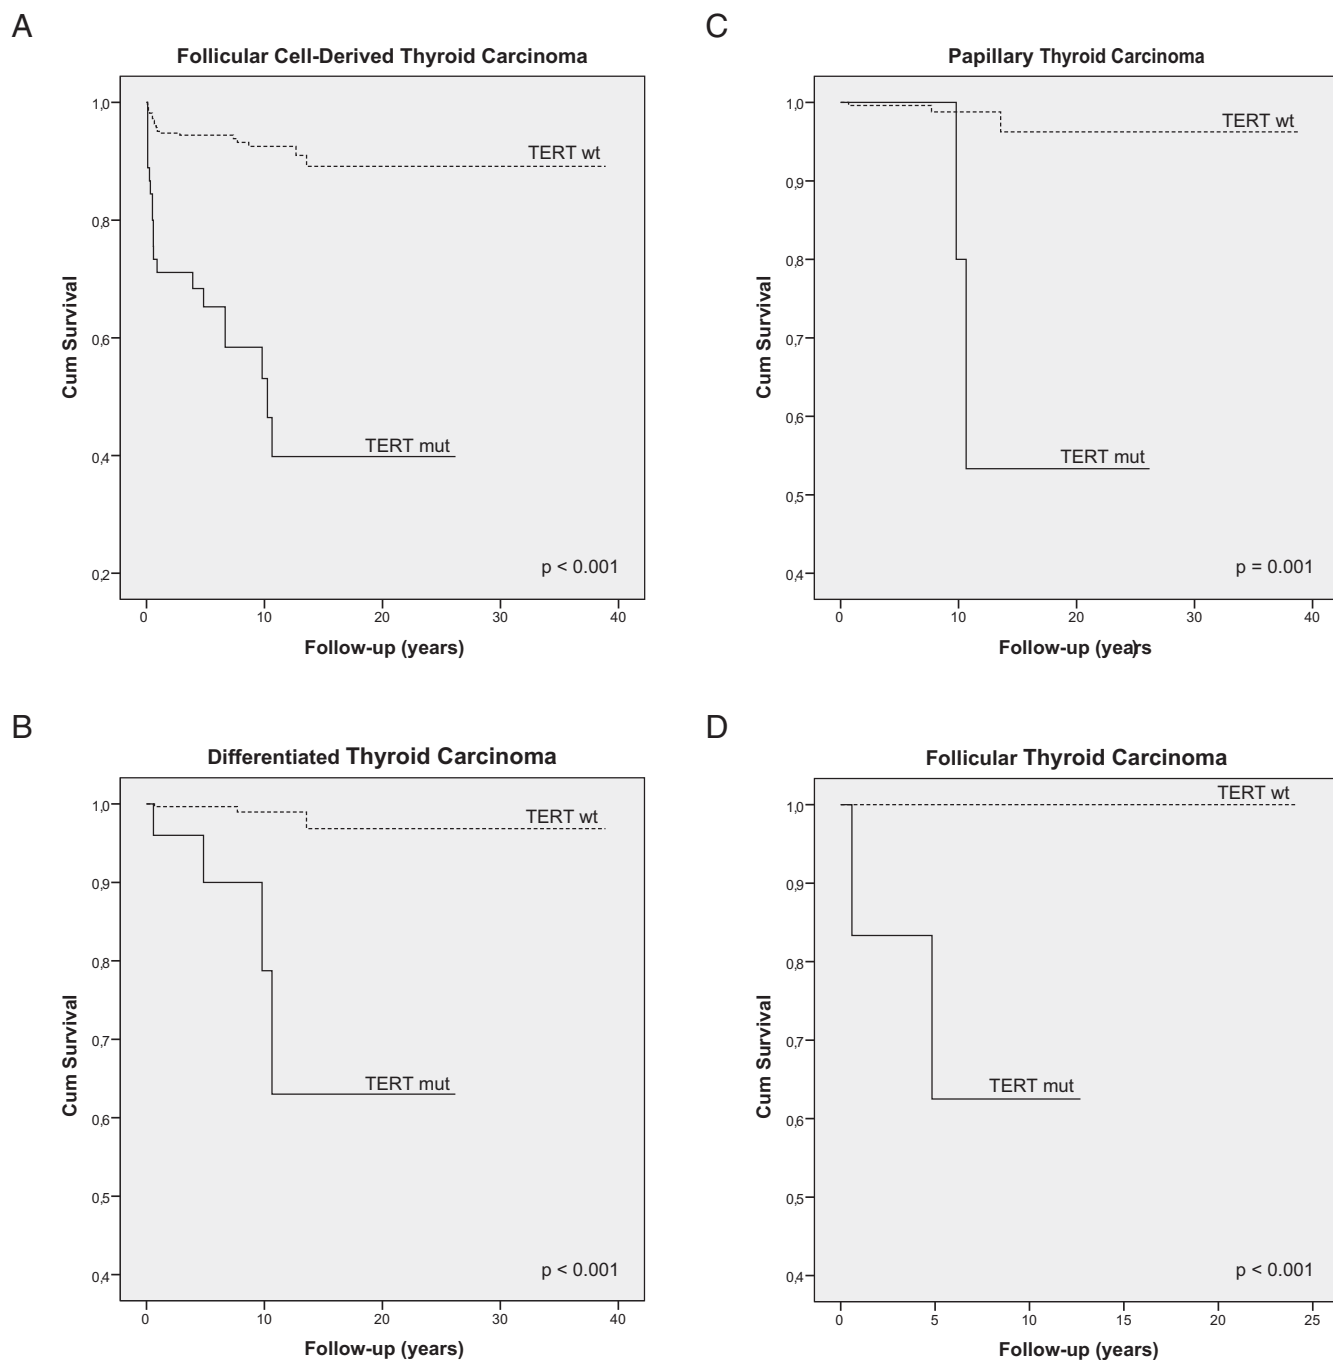 A
Follicular Cell-Derived Thyroid Carcinoma
1,0
0,8
0,6
0,4
0,2
Cum Survival
TERT wt
TERT mut
p < 0.001
0 10 20 30 40
Follow-up (years)
C
Papillary Thyroid Carcinoma
1,0
0,9
0,8
0,7
0,6
0,5
0,4
Cum Survival
TERT wt
TERT mut
p = 0.001
0 10 20 30 40
Follow-up (years)
B
Differentiated Thyroid Carcinoma
1,0
0,9
0,8
0,7
0,6
0,5
0,4
Cum Survival
TERT wt
TERT mut
p < 0.001
0 10 20 30 40
Follow-up (years)
D
Follicular Thyroid Carcinoma
1,0
0,9
0,8
0,7
0,6
0,5
0,4
Cum Survival
TERT wt
TERT mut
p < 0.001
0 5 10 15 20 25
Follow-up (years)